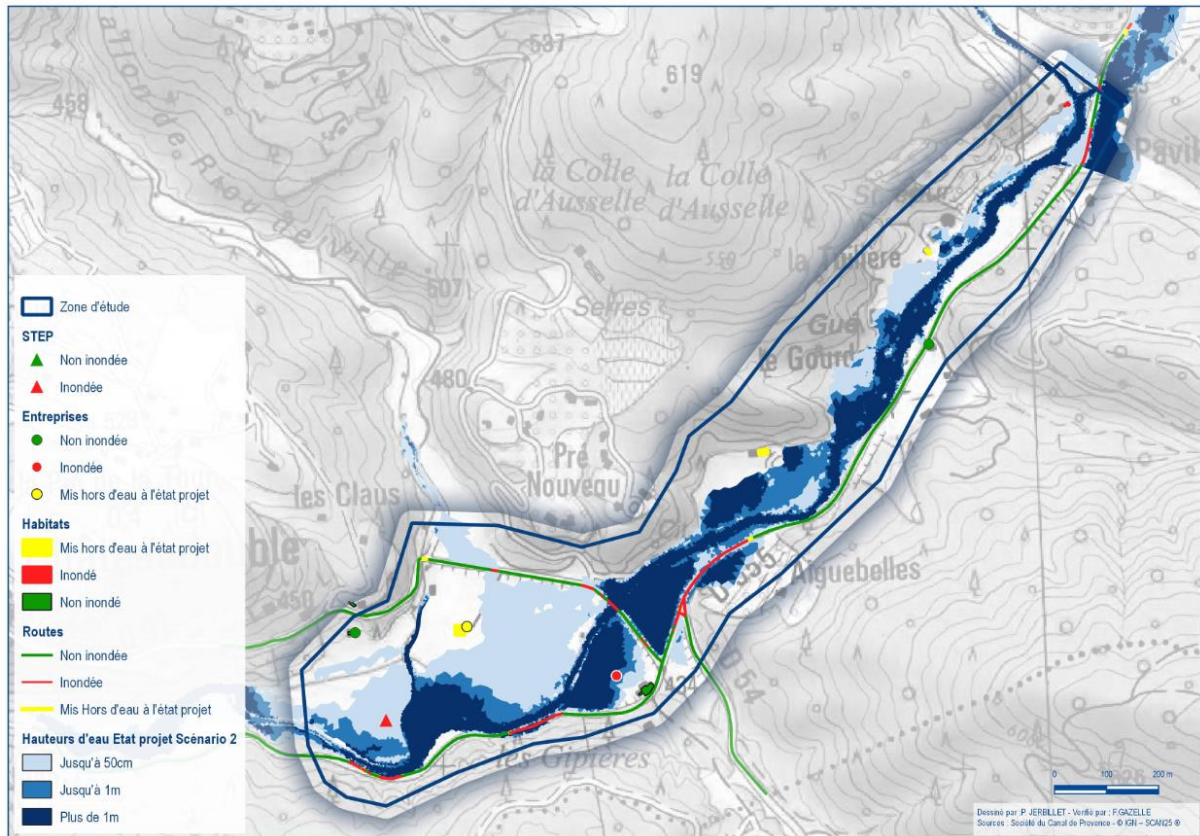 537
619
458
la Colle
d'Ausselle
la Colle
d'Ausselle
507
550
Serres
Gué
le Gourd
480
Pré
Nouveau
les Claus
450
Aiguebelles
D 955
D 54
434
les Gipières
N
Zone d'étude
STEP
Non inondée
Inondée
Entreprises
Non inondée
Inondée
Mis hors d'eau à l'état projet
Habitats
Mis hors d'eau à l'état projet
Inondé
Non inondé
Routes
Non inondée
Inondée
Mis Hors d'eau à l'état projet
Hauteurs d'eau Etat projet Scénario 2
Jusqu'à 50cm
Jusqu'à 1m
Plus de 1m
0 100 200 m
Dessiné par : P. JERBILLET - Verifié par : F.GAZELLE
Sources : Société du Canal de Provence - © IGN – SCAN25 ®